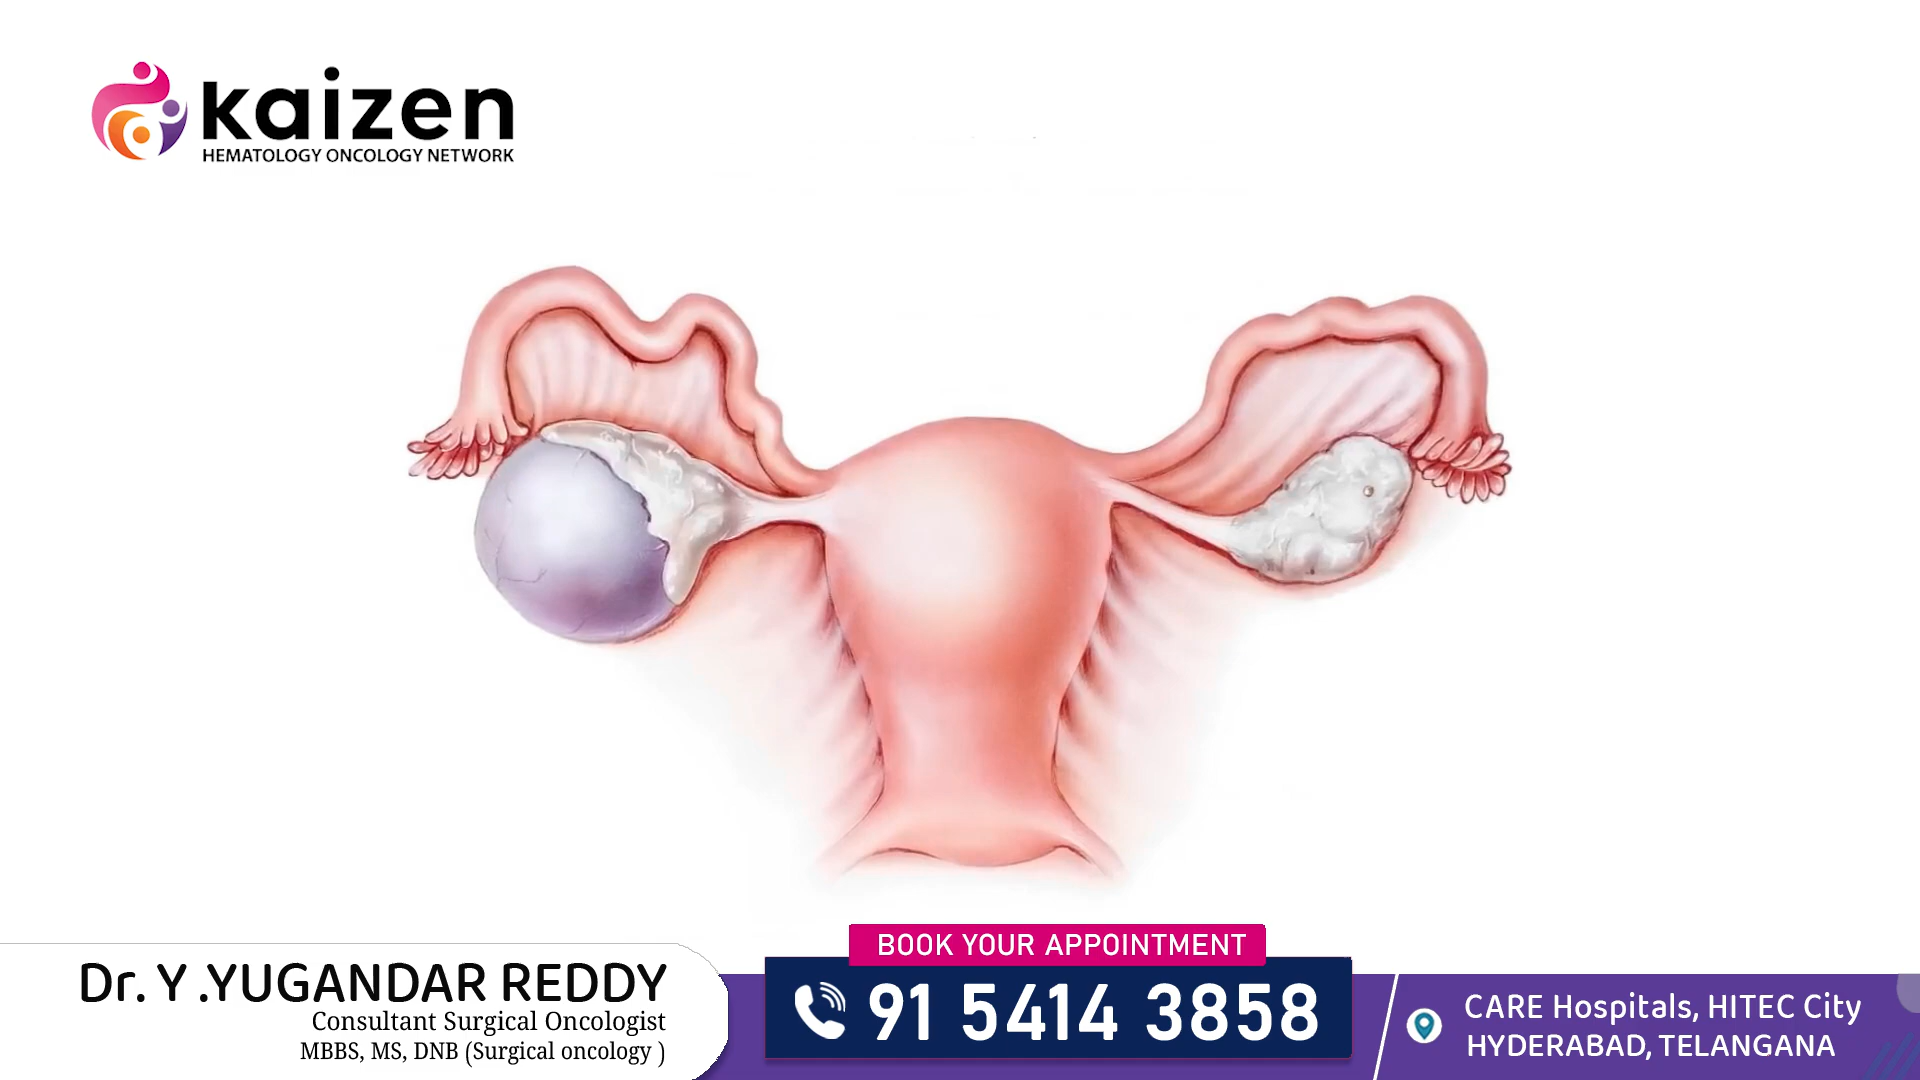 kaizen
HEMATOLOGY ONCOLOGY NETWORK
Dr. Y .YUGANDAR REDDY
Consultant Surgical Oncologist
MBBS, MS, DNB (Surgical oncology )
BOOK YOUR APPOINTMENT
91 5414 3858
CARE Hospitals, HITEC City
HYDERABAD, TELANGANA